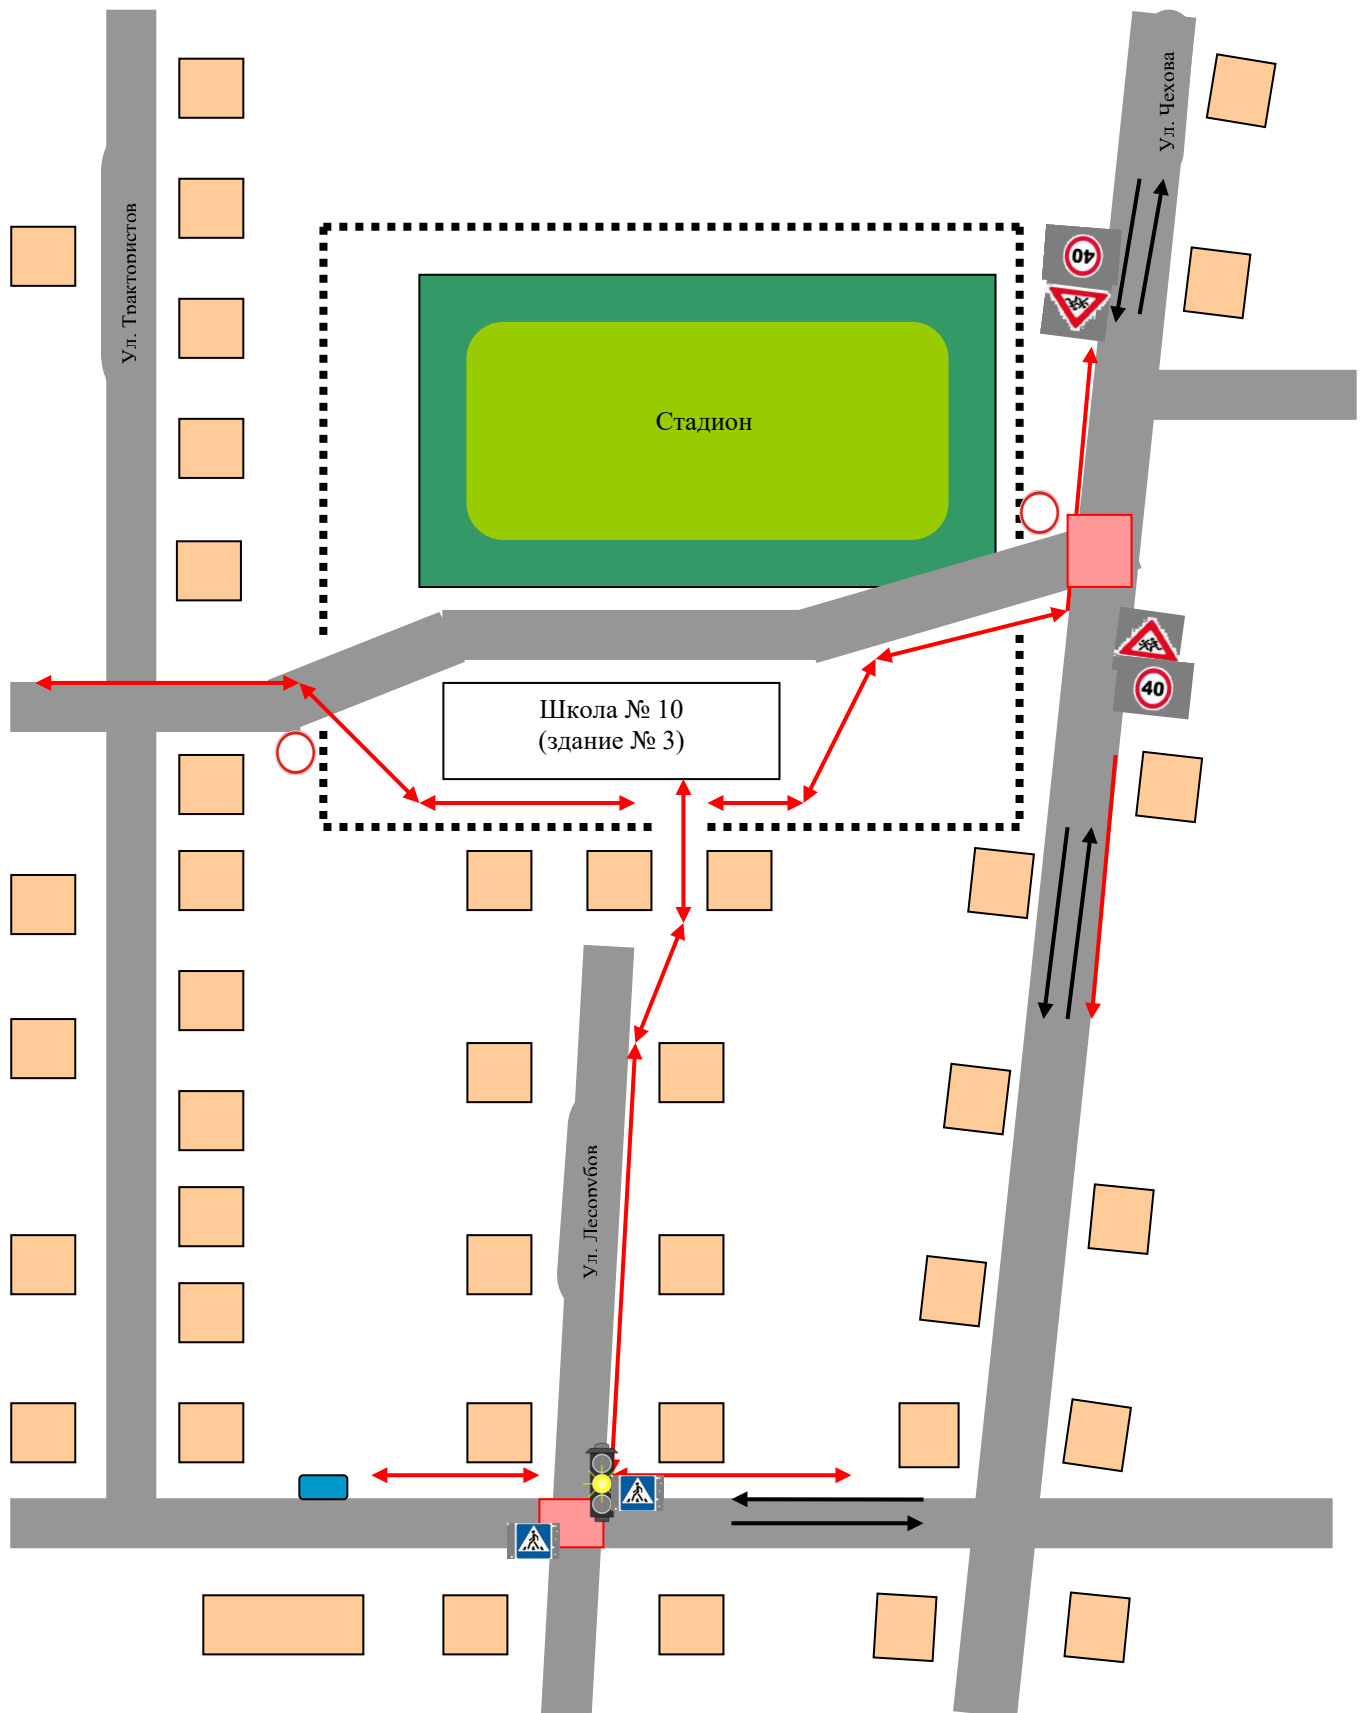 Ул. Чехова
Ул. Трактористов
40
Стадион
Школа № 10
(здание № 3)
40
Ул. Лесорубов